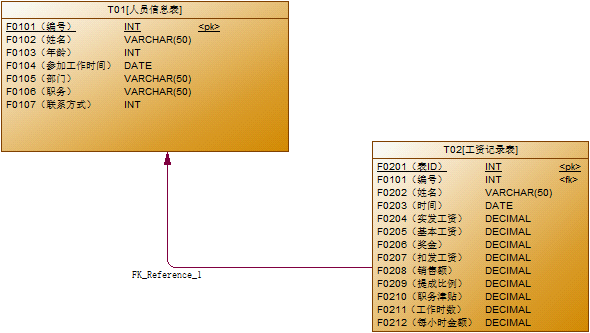 T01[人员信息表]
F0101（编号） INT <pk>
F0102（姓名） VARCHAR(50)
F0103（年龄） INT
F0104（参加工作时间） DATE
F0105（部门） VARCHAR(50)
F0106（职务） VARCHAR(50)
F0107（联系方式） INT
T02[工资记录表]
F0201（表ID） INT <pk>
F0101（编号） INT <fk>
F0202（姓名） VARCHAR(50)
F0203（时间） DATE
F0204（实发工资） DECIMAL
F0205（基本工资） DECIMAL
F0206（奖金） DECIMAL
F0207（扣发工资） DECIMAL
F0208（销售额） DECIMAL
F0209（提成比例） DECIMAL
F0210（职务津贴） DECIMAL
F0211（工作时数） DECIMAL
F0212（每小时金额） DECIMAL
FK_Reference_1